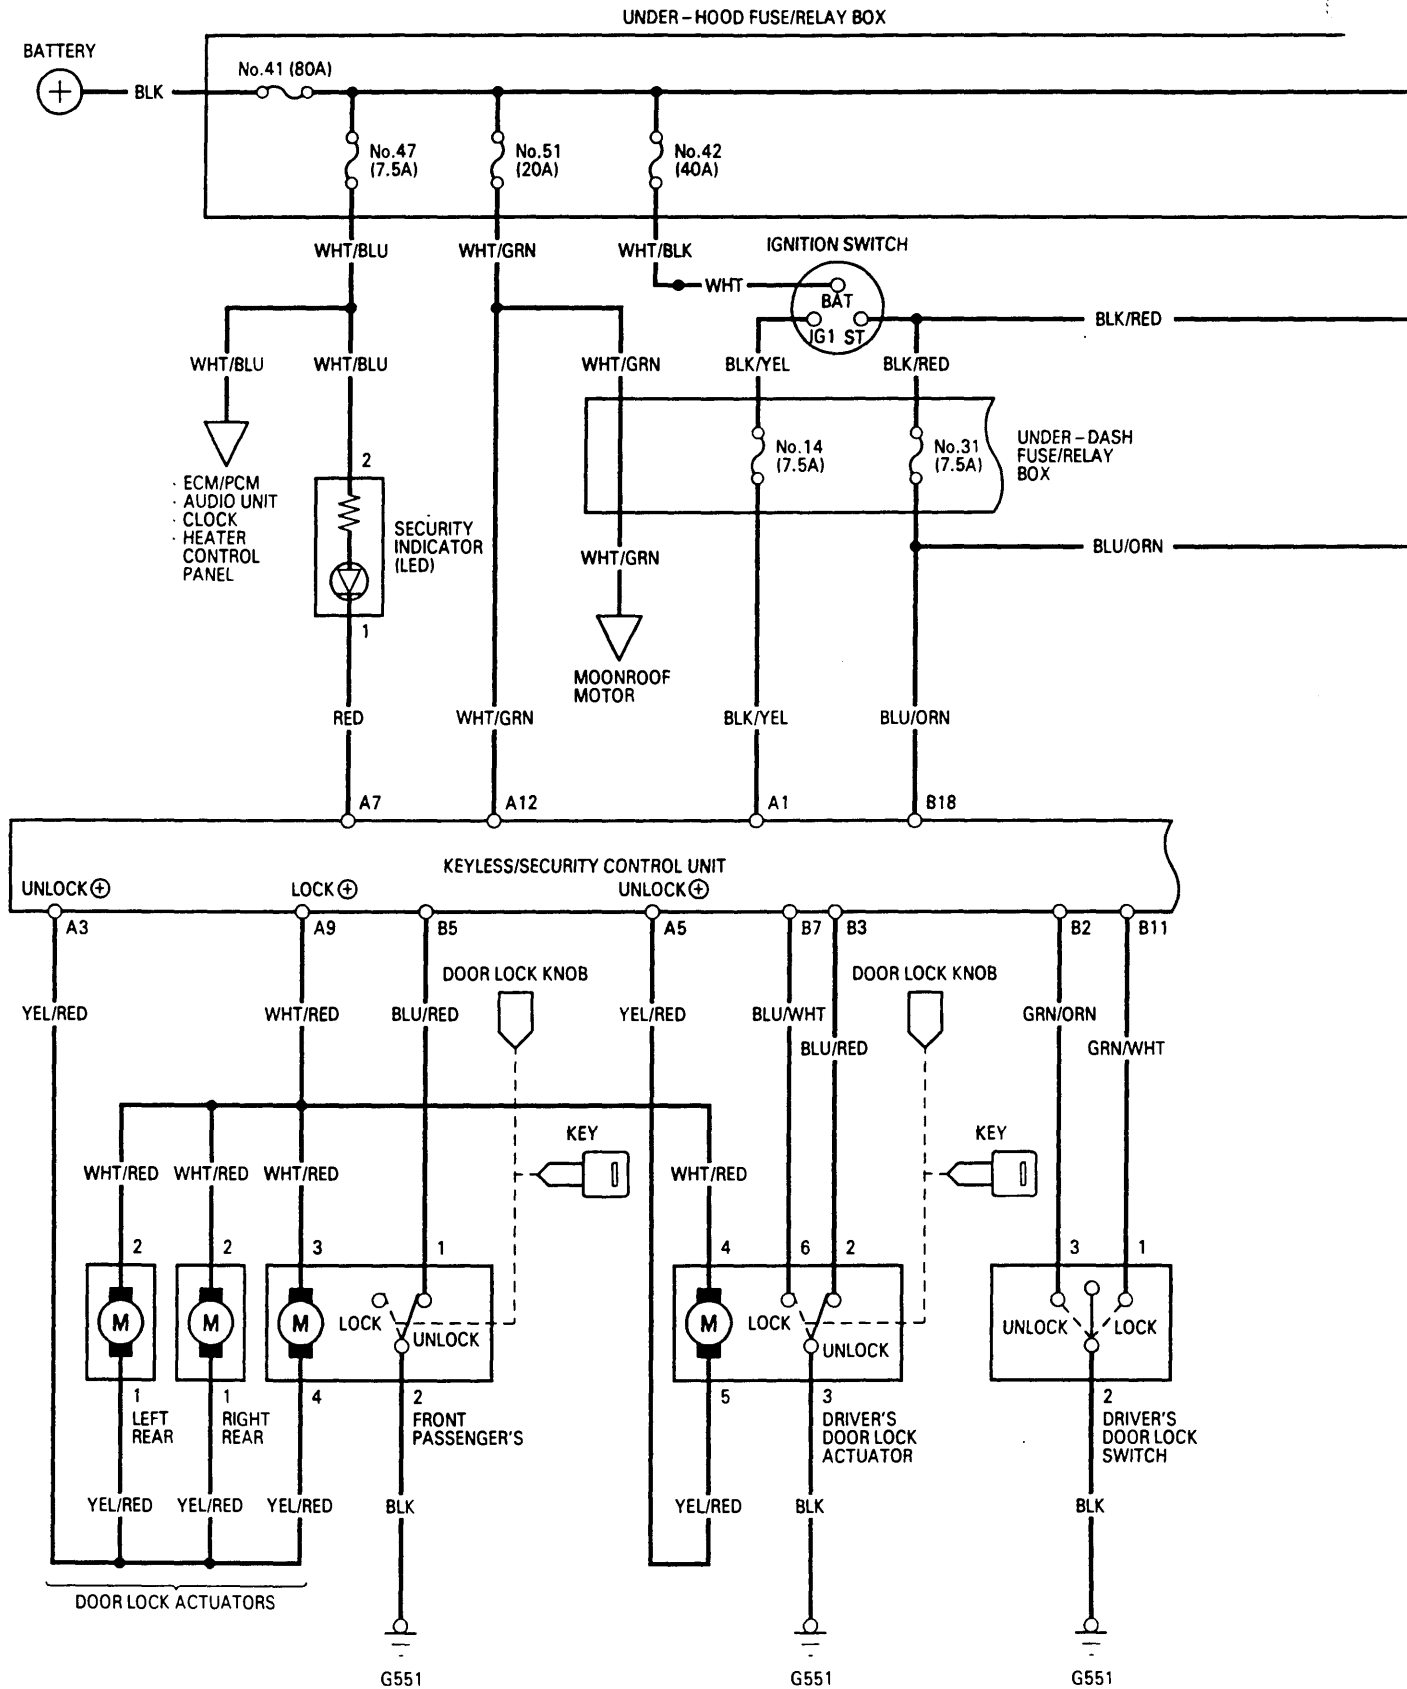 UNDER-HOOD FUSE/RELAY BOX
BATTERY
+
BLK
No.41 (80A)
No.47
(7.5A)
No.51
(20A)
No.42
(40A)
WHT/BLU
WHT/GRN
WHT/BLK
IGNITION SWITCH
WHT
BAT
IG1 ST
BLK/RED
WHT/BLU
WHT/BLU
WHT/GRN
BLK/YEL
BLK/RED
No.14
(7.5A)
No.31
(7.5A)
UNDER-DASH
FUSE/RELAY
BOX
2
· ECM/PCM
· AUDIO UNIT
· CLOCK
· HEATER
CONTROL
PANEL
SECURITY
INDICATOR
(LED)
WHT/GRN
BLU/ORN
1
MOONROOF
MOTOR
RED
WHT/GRN
BLK/YEL
BLU/ORN
A7
A12
A1
B18
KEYLESS/SECURITY CONTROL UNIT
UNLOCK+
LOCK+
UNLOCK+
A3
A9
B5
A5
B7
B3
B2
B11
DOOR LOCK KNOB
DOOR LOCK KNOB
YEL/RED
WHT/RED
BLU/RED
YEL/RED
BLU/WHT
GRN/ORN
BLU/RED
GRN/WHT
KEY
KEY
WHT/RED
WHT/RED
WHT/RED
WHT/RED
2
2
3
1
4
6
2
3
1
M
M
M
LOCK
UNLOCK
M
LOCK
UNLOCK
UNLOCK
LOCK
1
LEFT
REAR
1
RIGHT
REAR
4
2
FRONT
PASSENGER'S
5
3
DRIVER'S
DOOR LOCK
ACTUATOR
2
DRIVER'S
DOOR LOCK
SWITCH
YEL/RED
YEL/RED
YEL/RED
BLK
YEL/RED
BLK
BLK
DOOR LOCK ACTUATORS
G551
G551
G551